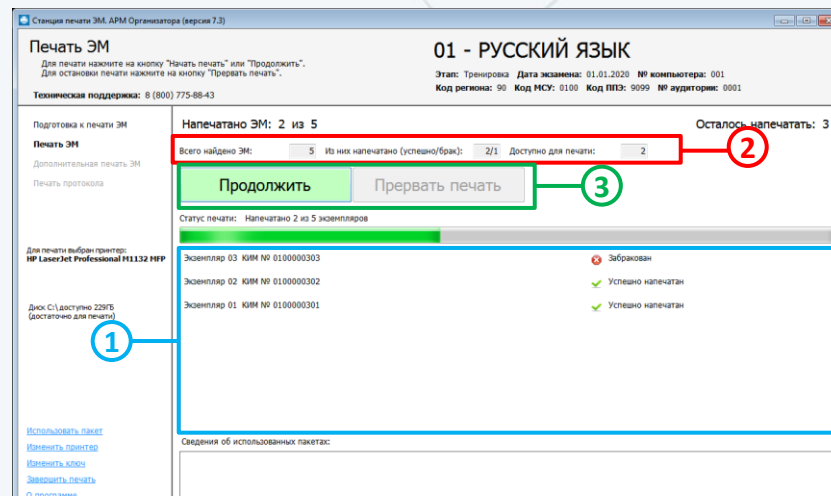 Станция печати ЭМ. АРМ Организатора (версия 7.3)
Печать ЭМ
Для печати нажмите на кнопку "Начать печать" или "Продолжить".
Для остановки печати нажмите на кнопку "Прервать печать".
Техническая поддержка: 8 (800) 775-88-43
01 - РУССКИЙ ЯЗЫК
Этап: Тренировка Дата экзамена: 01.01.2020 № компьютера: 001
Код региона: 90 Код МСУ: 0100 Код ППЭ: 9099 № аудитории: 0001
Подготовка к печати ЭМ
Печать ЭМ
Дополнительная печать ЭМ
Печать протокола
Напечатано ЭМ: 2 из 5
Осталось напечатать: 3
Всего найдено ЭМ: 5 Из них напечатано (успешно/брак): 2/1 Доступно для печати: 2
2
Продолжить
Прервать печать
3
Статус печати: Напечатано 2 из 5 экземпляров
Для печати выбран принтер:
HP LaserJet Professional M1132 MFP
Экземпляр 03 КИМ № 0100000303 Забракован
Экземпляр 02 КИМ № 0100000302 Успешно напечатан
Экземпляр 01 КИМ № 0100000301 Успешно напечатан
Диск C:\ доступно 229ГБ
(достаточно для печати)
1
Использовать пакет
Изменить принтер
Изменить ключ
Завершить печать
О программе
Сведения об использованных пакетах: